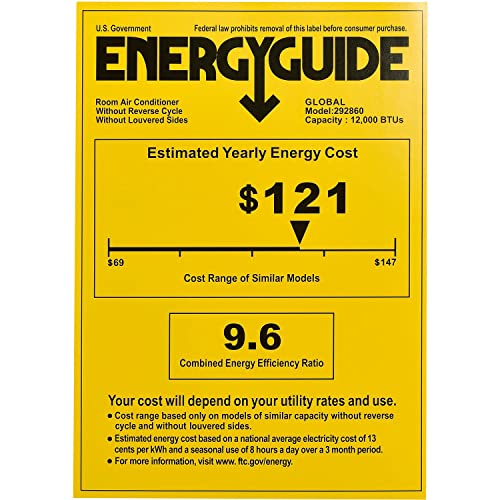 U.S. Government Federal law prohibits removal of this label before consumer purchase.
ENERGYGUIDE
Room Air Conditioner
Without Reverse Cycle
Without Louvered Sides
GLOBAL
Model:292860
Capacity : 12,000 BTUs
Estimated Yearly Energy Cost
$121
$69 $147
Cost Range of Similar Models
9.6
Combined Energy Efficiency Ratio
Your cost will depend on your utility rates and use.
• Cost range based only on models of similar capacity without reverse
cycle and without louvered sides.
• Estimated energy cost based on a national average electricity cost of 13
cents per kWh and a seasonal use of 8 hours a day over a 3 month period.
• For more information, visit www. ftc.gov/energy.